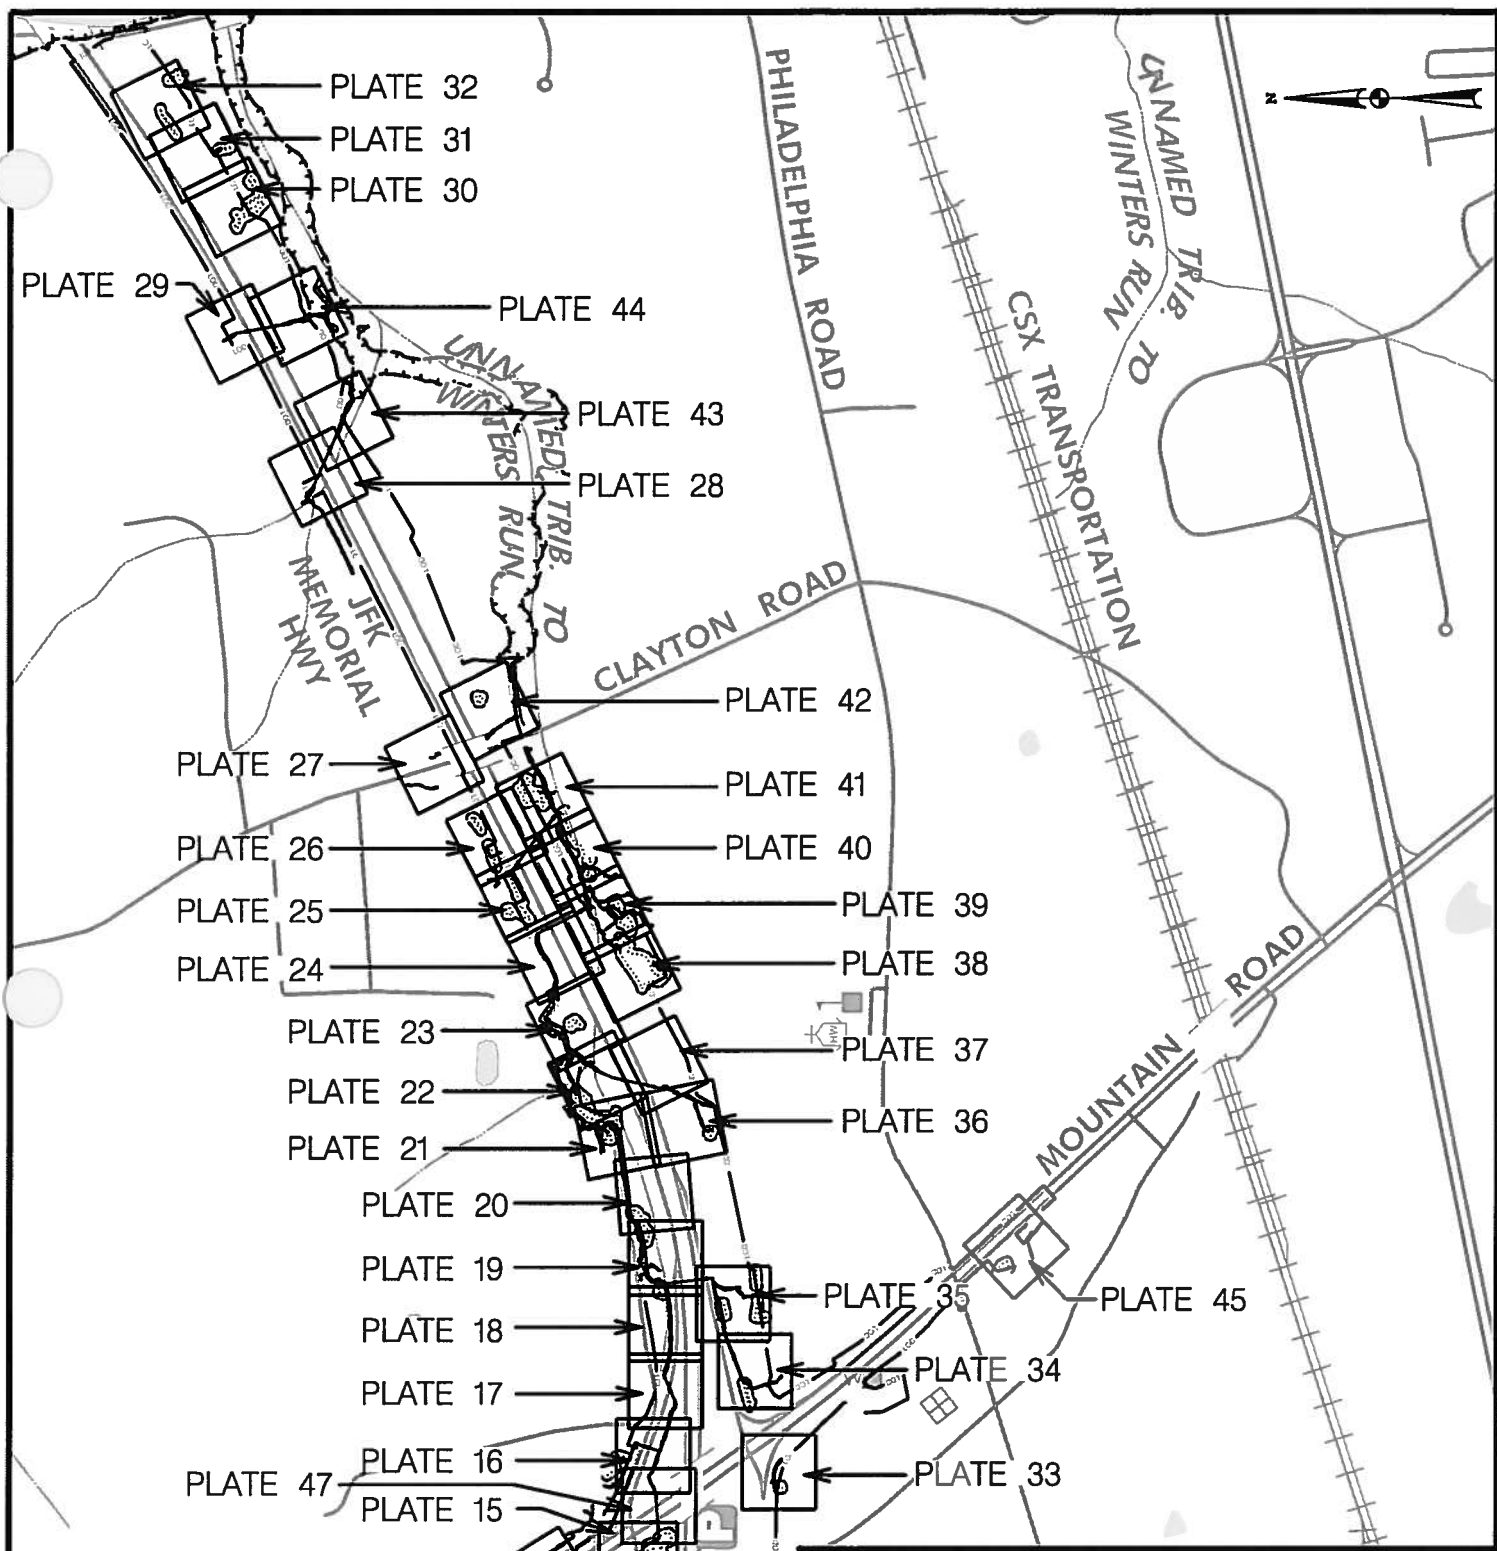 PLATE 32
PLATE 31
PLATE 30
PLATE 29
PLATE 44
PLATE 43
PLATE 28
UNNAMED TRIB. TO
WINTERS RUN
PHILADELPHIA ROAD
CSX TRANSPORTATION
UNNAMED TRIB. TO
WINTERS RUN
N
JFK
MEMORIAL
HWY
CLAYTON ROAD
PLATE 42
PLATE 27
PLATE 41
PLATE 26
PLATE 40
PLATE 25
PLATE 39
PLATE 24
PLATE 38
PLATE 23
PLATE 37
PLATE 22
PLATE 36
PLATE 21
MOUNTAIN ROAD
PLATE 20
PLATE 19
PLATE 35
PLATE 45
PLATE 18
PLATE 34
PLATE 17
PLATE 16
PLATE 47
PLATE 33
PLATE 15
P